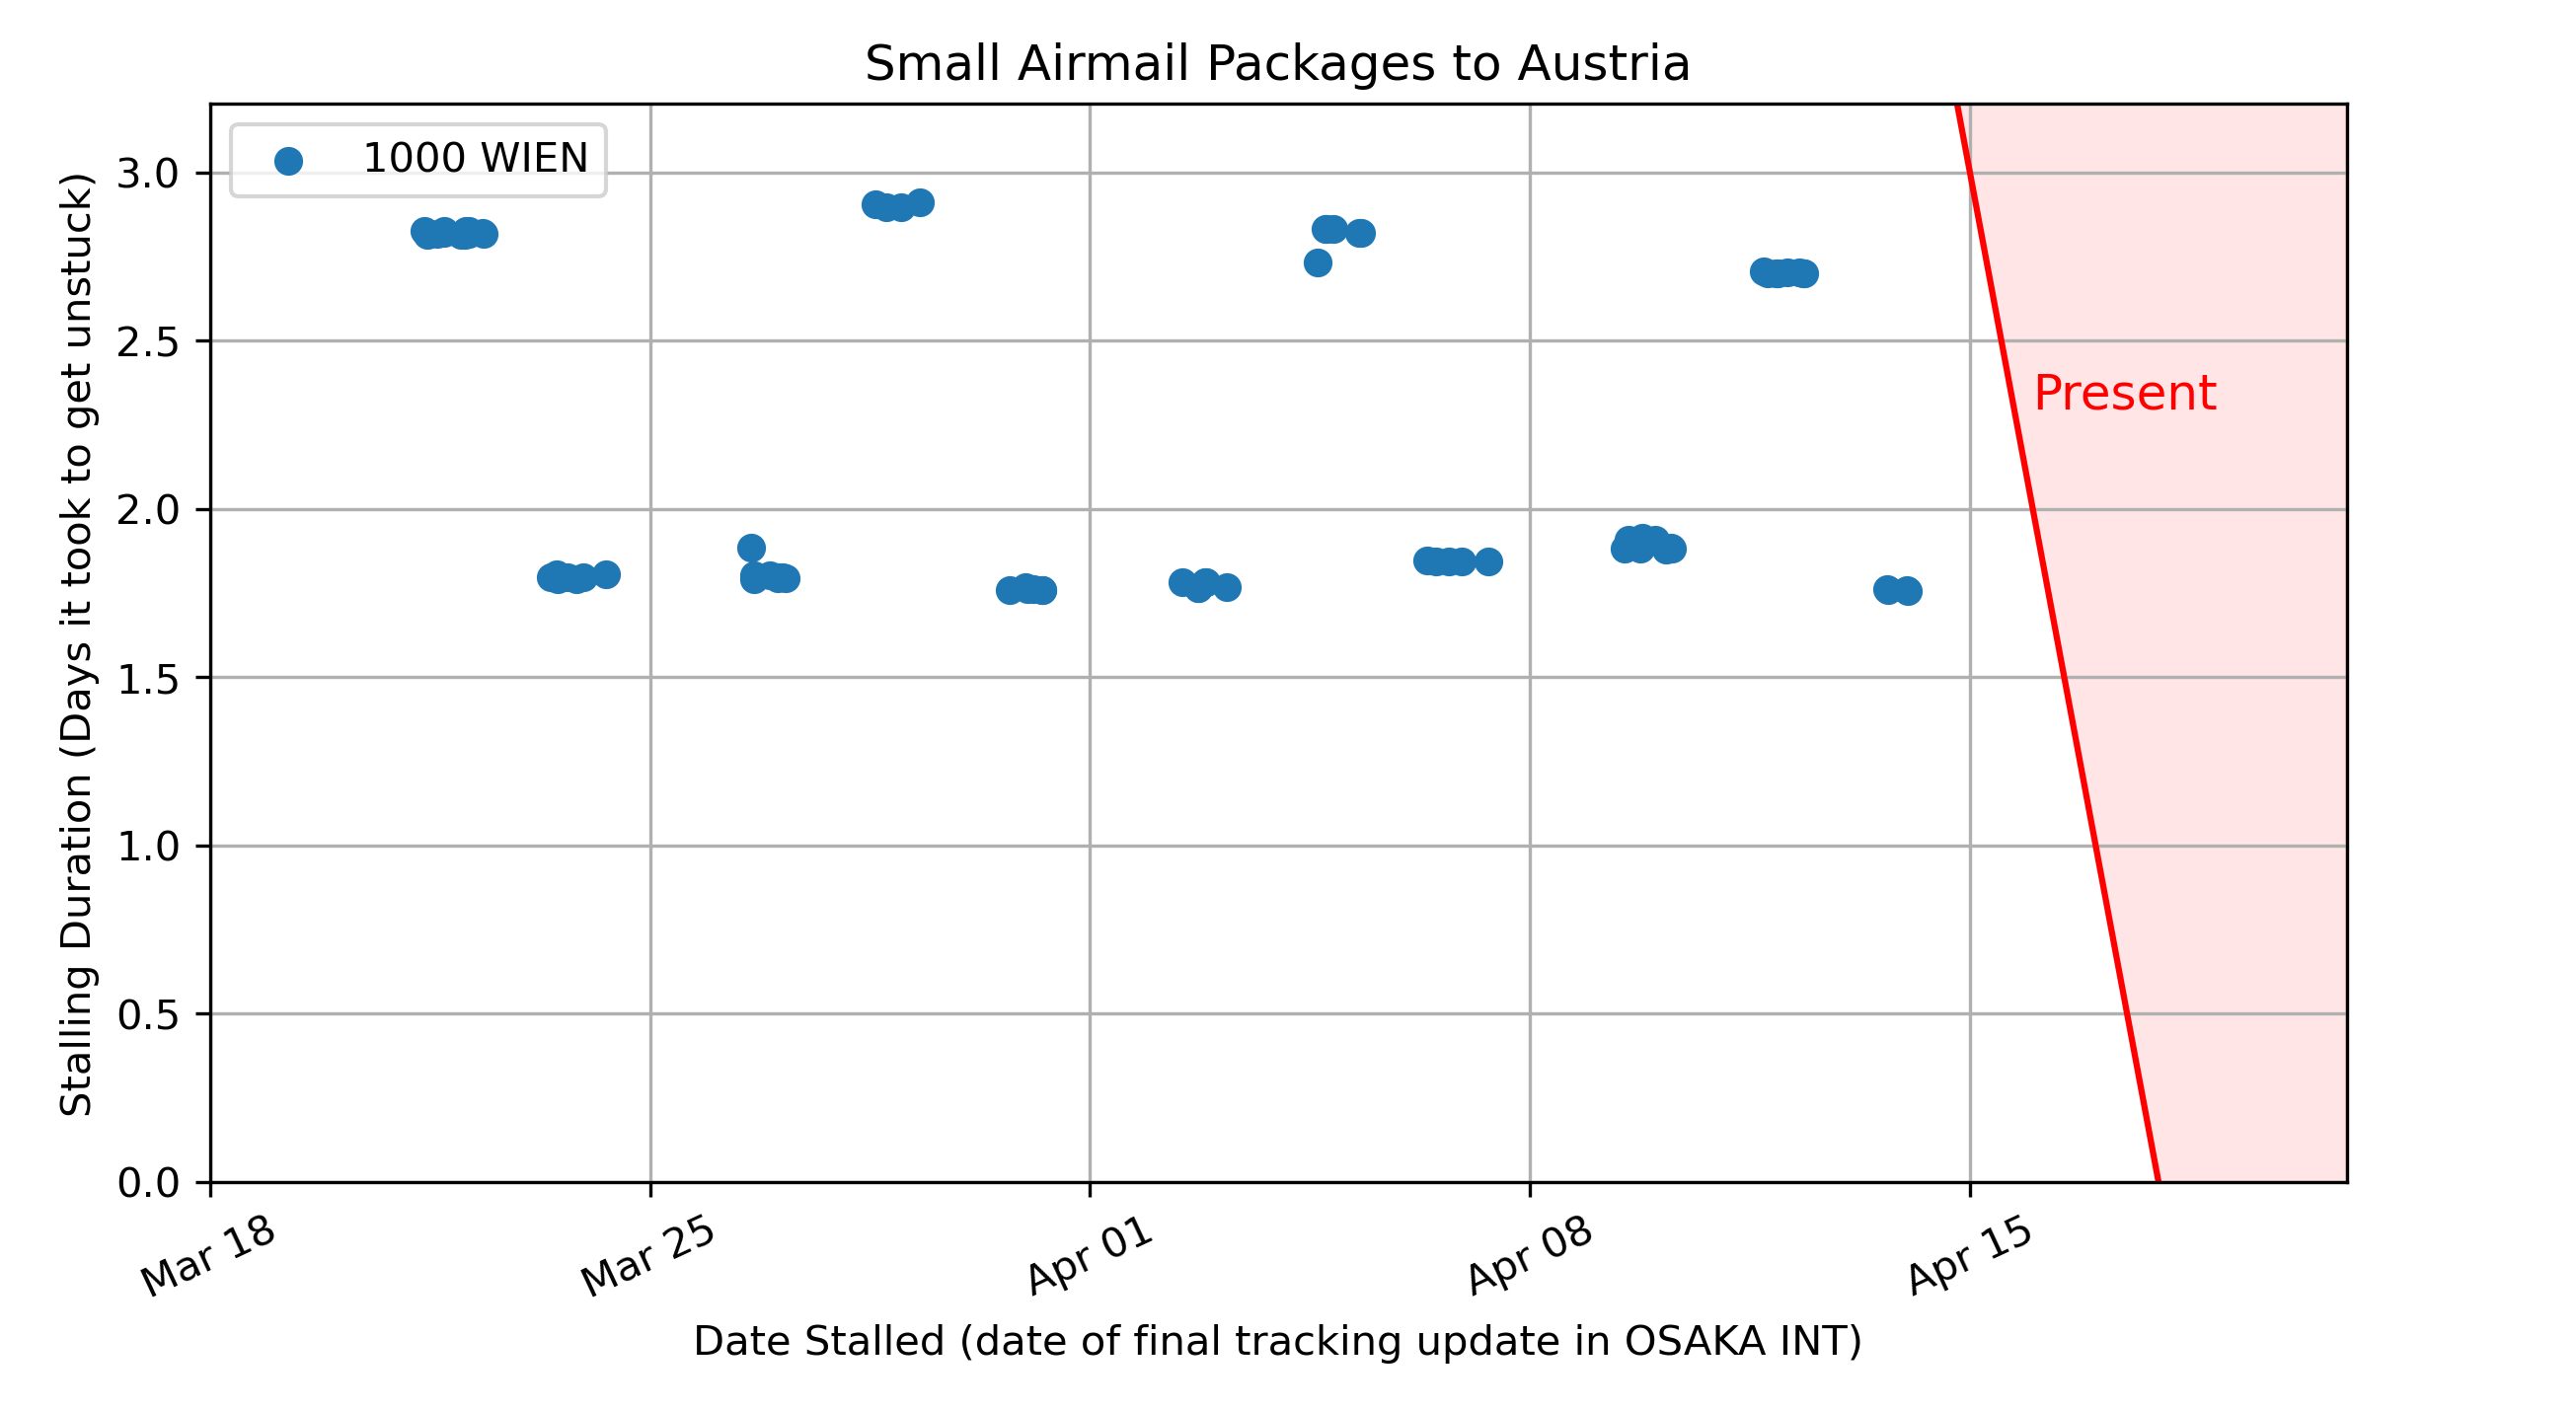 Small Airmail Packages to Austria
1000 WIEN
Present
Stalling Duration (Days it took to get unstuck)
3.0
2.5
2.0
1.5
1.0
0.5
0.0
Mar 18
Mar 25
Apr 01
Apr 08
Apr 15
Date Stalled (date of final tracking update in OSAKA INT)